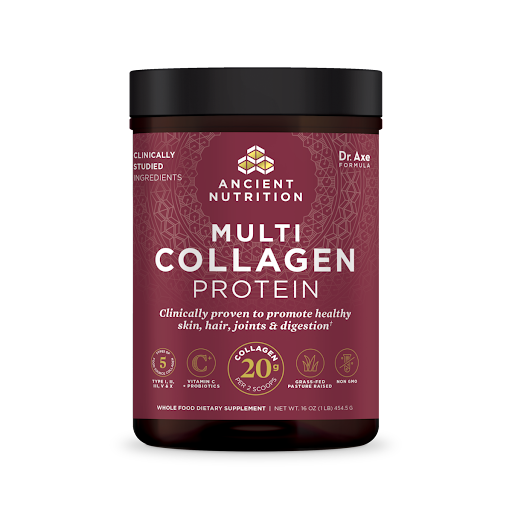 CLINICALLY
STUDIED
INGREDIENTS
Dr. Axe
FORMULA
ANCIENT
NUTRITION
MULTI
COLLAGEN
PROTEIN
Clinically proven to promote healthy
skin, hair, joints & digestion†
5
TYPE I, II,
III, V & X
C+
VITAMIN C
+ PROBIOTICS
COLLAGEN
20g
PER 2 SCOOPS
GRASS-FED
PASTURE RAISED
NON GMO
WHOLE FOOD DIETARY SUPPLEMENT | NET WT. 16 OZ (1 LB) 454.5 G